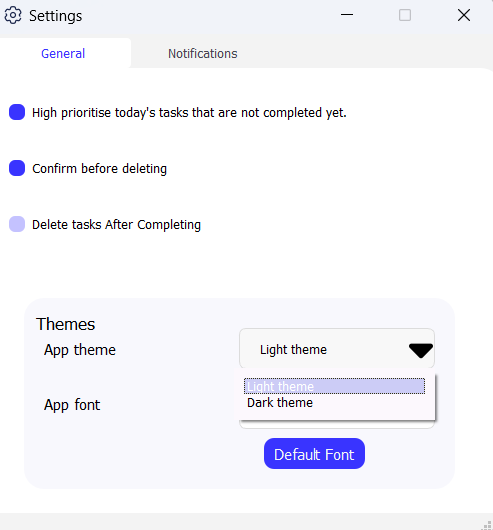 Settings
General Notifications
High prioritise today's tasks that are not completed yet.
Confirm before deleting
Delete tasks After Completing
Themes
App theme Light theme
Light theme
Dark theme
App font
Default Font